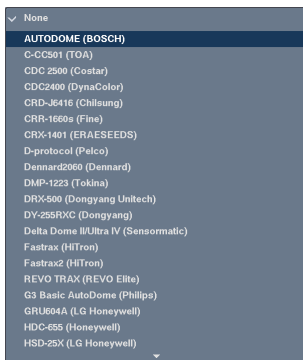 None
AUTODOME (BOSCH)
C-CC501 (TOA)
CDC 2500 (Costar)
CDC2400 (DynaColor)
CRD-J6416 (Chilsung)
CRR-1660s (Fine)
CRX-1401 (ERAESEEDS)
D-protocol (Pelco)
Dennard2060 (Dennard)
DMP-1223 (Tokina)
DRX-500 (Dongyang Unitech)
DY-255RXC (Dongyang)
Delta Dome II/Ultra IV (Sensormatic)
Fastrax (HiTron)
Fastrax2 (HiTron)
REVO TRAX (REVO Elite)
G3 Basic AutoDome (Philips)
GRU604A (LG Honeywell)
HDC-655 (Honeywell)
HSD-25X (LG Honeywell)